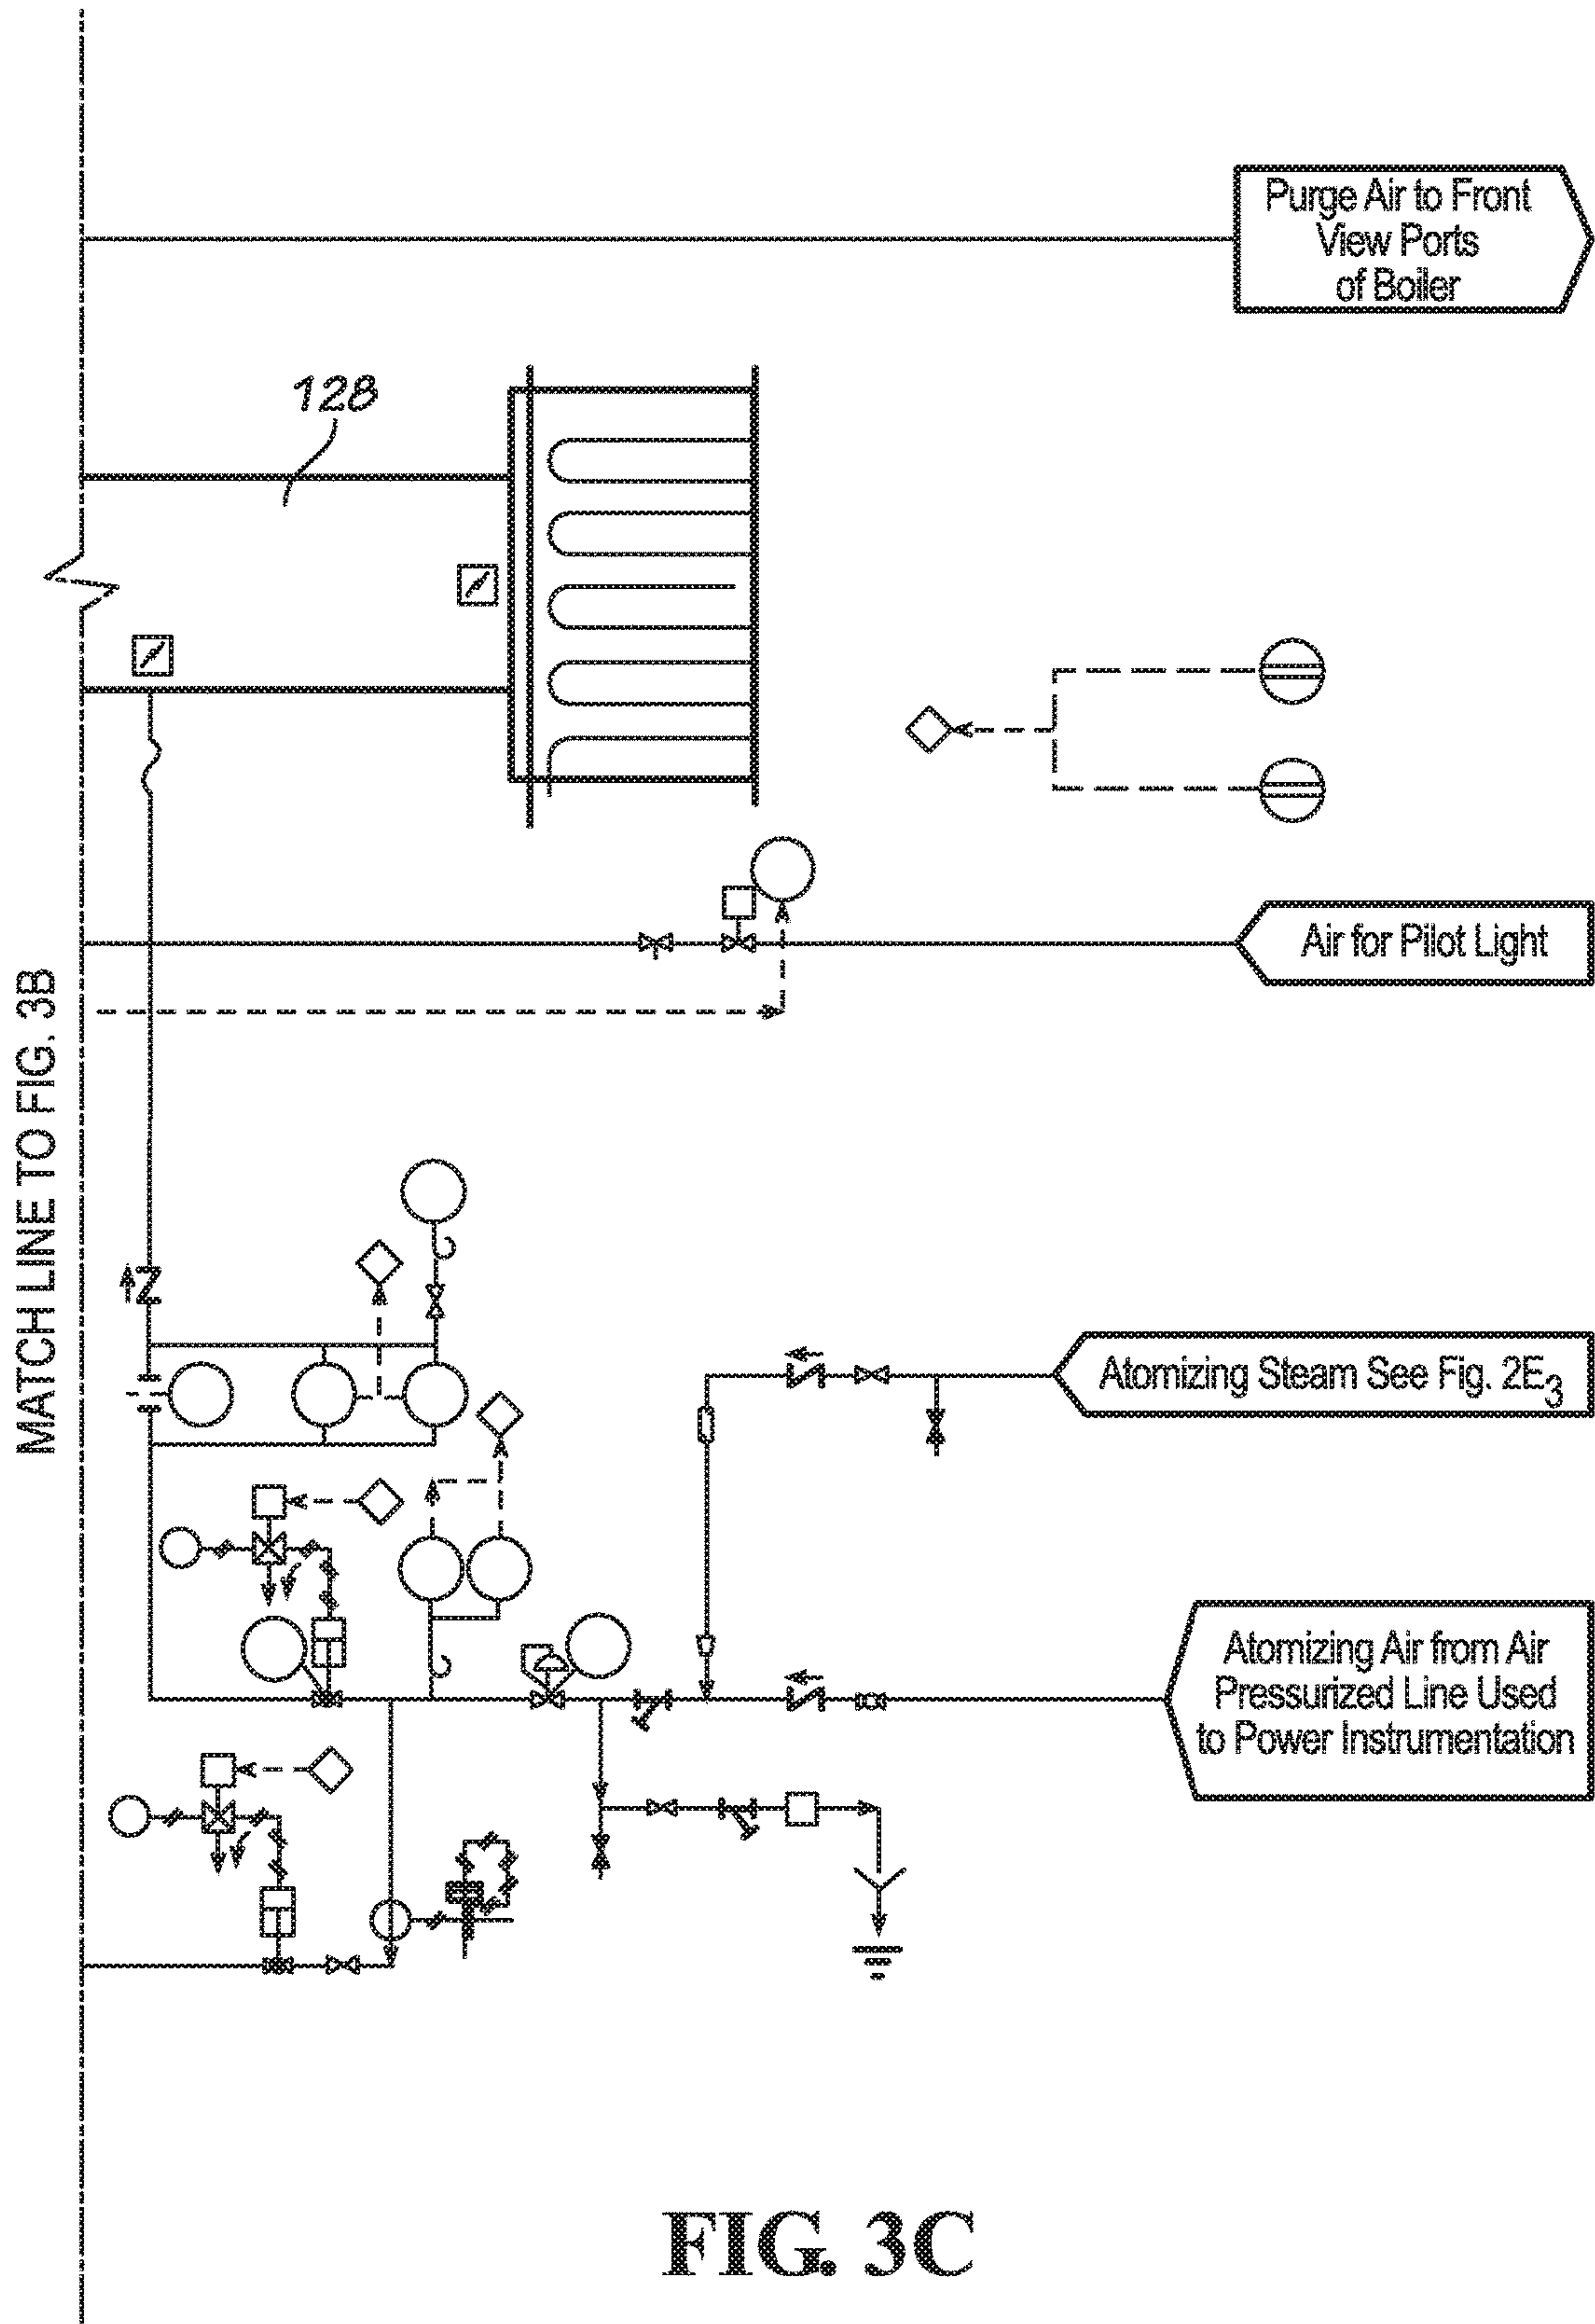 Purge Air to Front
View Ports
of Boiler
128
Air for Pilot Light
MATCH LINE TO FIG. 3B
Atomizing Steam See Fig. 2E3
Atomizing Air from Air
Pressurized Line Used
to Power Instrumentation
FIG. 3C